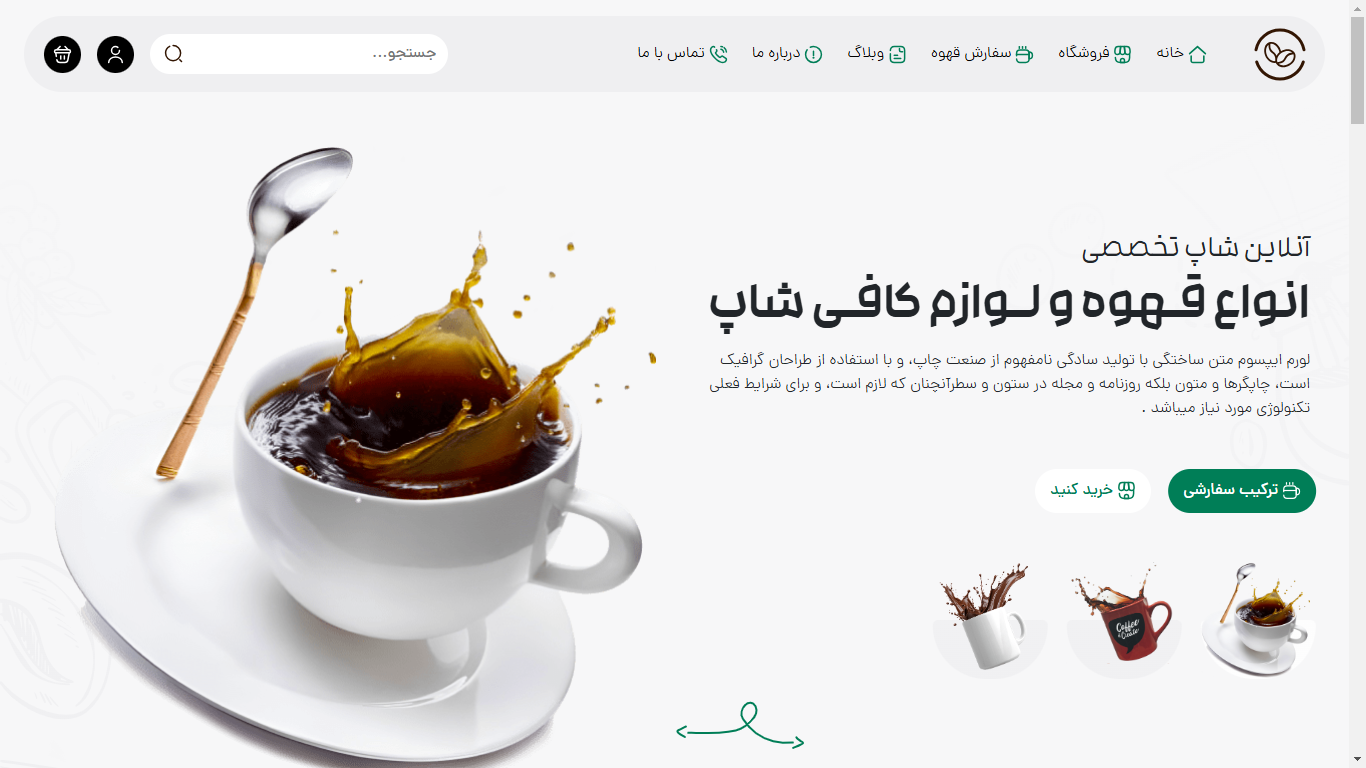 خانه
فروشگاه
سفارش قهوه
وبلاگ
درباره ما
تماس با ما
جستجو...
آنلاین شاپ تخصصی
انواع قهوه و لوازم کافی شاپ
لورم ایپسوم متن ساختگی با تولید سادگی نامفهوم از صنعت چاپ، و با استفاده از طراحان گرافیک
است، چاپگرها و متون بلکه روزنامه و مجله در ستون و سطرآنچنان که لازم است، و برای شرایط فعلی
تکنولوژی مورد نیاز میباشد .
ترکیب سفارشی
خرید کنید
Coffee
& Create